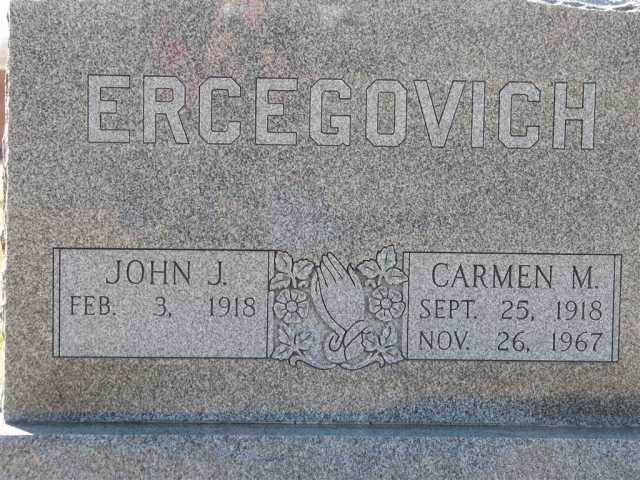 ERCEGOVICH
JOHN J.
FEB. 3, 1918
CARMEN M.
SEPT. 25, 1918
NOV. 26, 1967